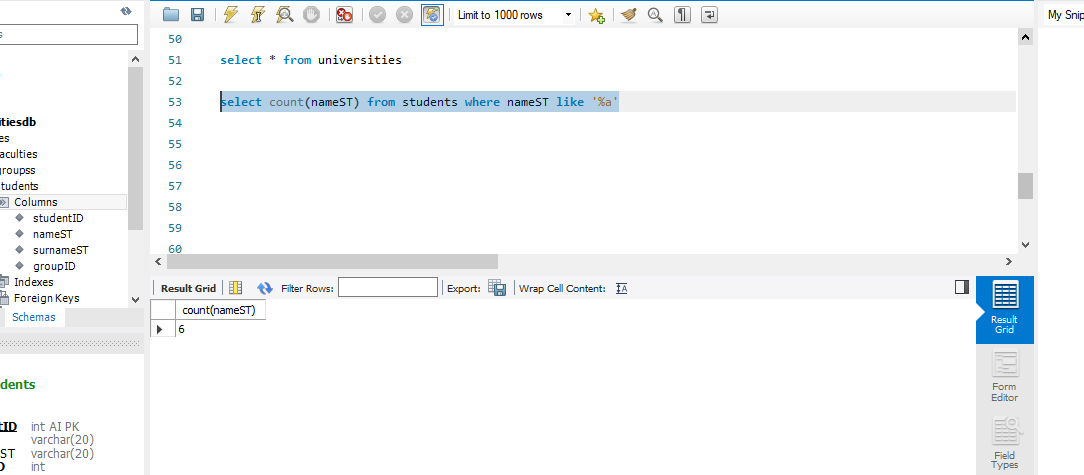 Limit to 1000 rows
My Snip
s
50
51 select * from universities
52
53 select count(nameST) from students where nameST like '%a'
54
55
56
57
58
59
60
itiesdb
es
aculties
roupss
tudents
Columns
studentID
nameST
surnameST
groupID
Indexes
Foreign Keys
Schemas
Result Grid Filter Rows: Export: Wrap Cell Content: IA
count(nameST)
6
Result Grid
Form Editor
Field Types
dents
tID int AI PK
varchar(20)
ST varchar(20)
D int